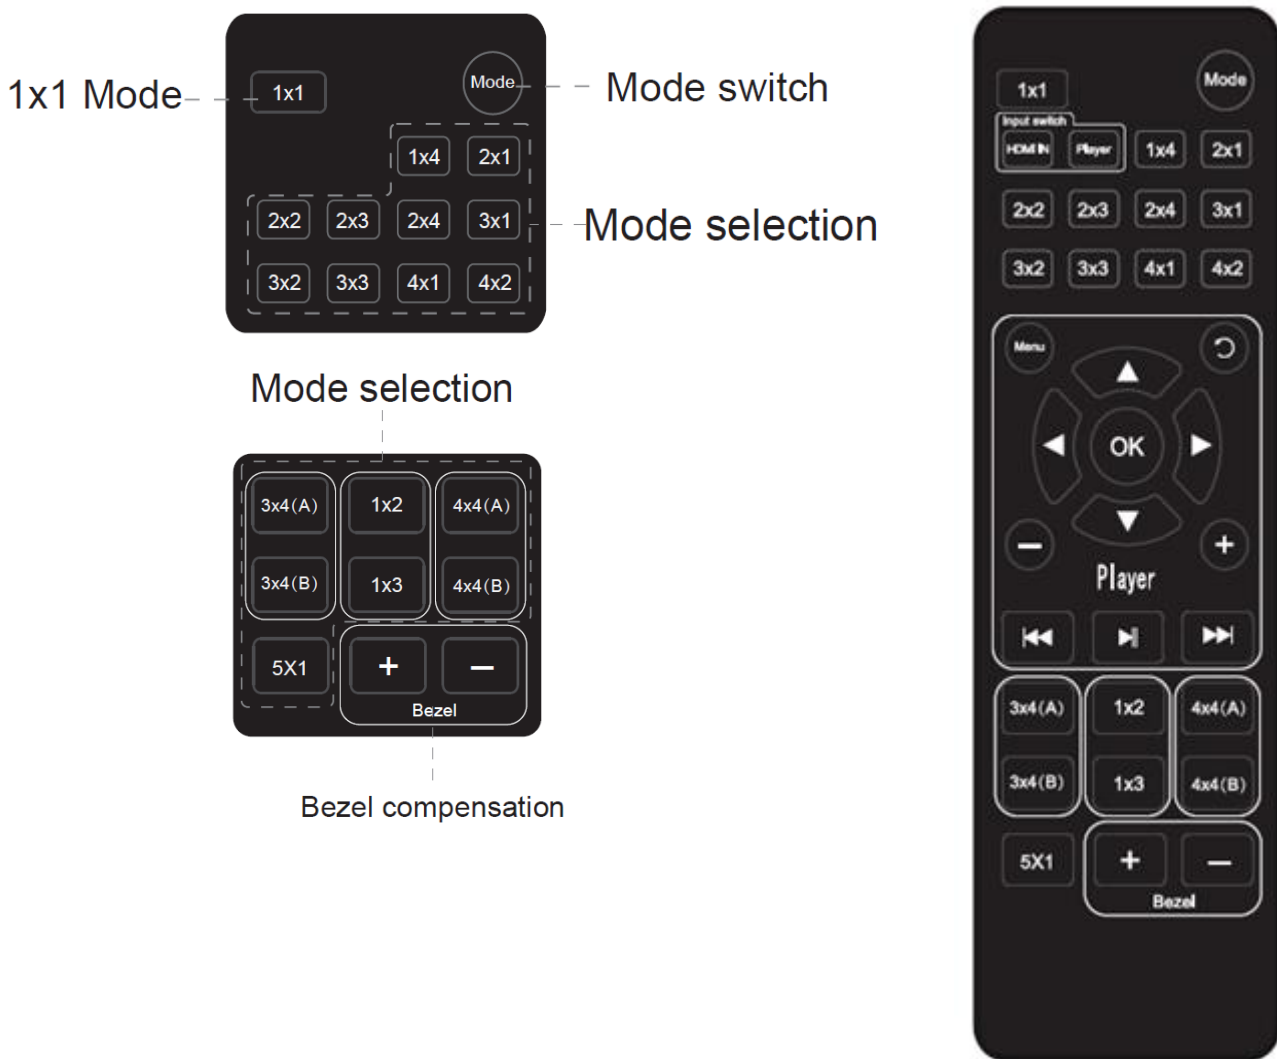 1x1 Mode
1x1
Mode
Mode switch
1x4 2x1
2x2 2x3 2x4 3x1
Mode selection
3x2 3x3 4x1 4x2
Mode selection
3x4(A) 1x2 4x4(A)
3x4(B) 1x3 4x4(B)
5X1 + −
Bezel
Bezel compensation
1x1 Mode
Input switch
HDMI IN Player 1x4 2x1
2x2 2x3 2x4 3x1
3x2 3x3 4x1 4x2
Menu
OK
− +
Player
3x4(A) 1x2 4x4(A)
3x4(B) 1x3 4x4(B)
5X1 + −
Bezel